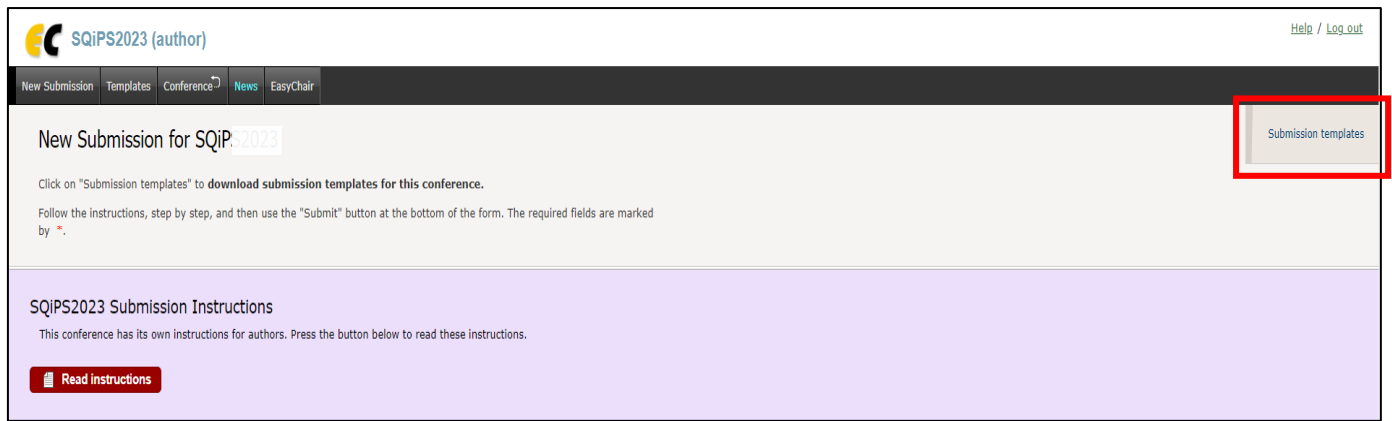 SQiPS2023 (author)
Help / Log out
New Submission Templates Conference News EasyChair
New Submission for SQiPS2023
Submission templates
Click on "Submission templates" to download submission templates for this conference.
Follow the instructions, step by step, and then use the "Submit" button at the bottom of the form. The required fields are marked
by *.
SQiPS2023 Submission Instructions
This conference has its own instructions for authors. Press the button below to read these instructions.
Read instructions